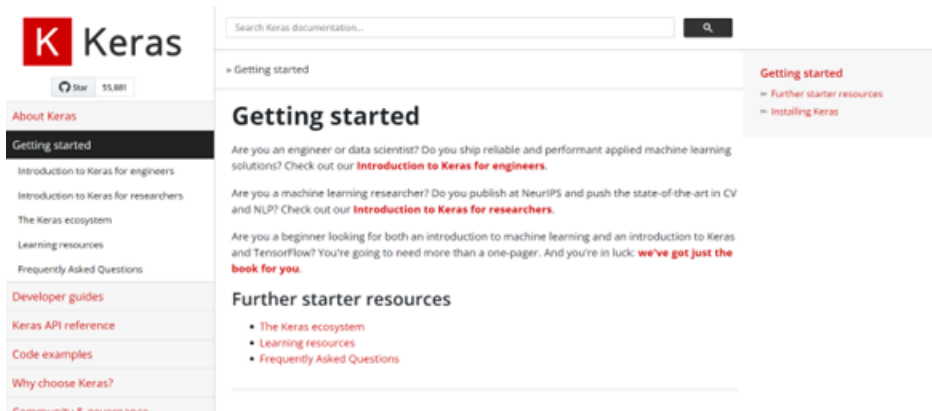 K Keras
Star 55,881
About Keras
Getting started
Introduction to Keras for engineers
Introduction to Keras for researchers
The Keras ecosystem
Learning resources
Frequently Asked Questions
Developer guides
Keras API reference
Code examples
Why choose Keras?
Community & governance
Search Keras documentation...
» Getting started
Getting started
Are you an engineer or data scientist? Do you ship reliable and performant applied machine learning
solutions? Check out our Introduction to Keras for engineers.
Are you a machine learning researcher? Do you publish at NeurIPS and push the state-of-the-art in CV
and NLP? Check out our Introduction to Keras for researchers.
Are you a beginner looking for both an introduction to machine learning and an introduction to Keras
and TensorFlow? You're going to need more than a one-pager. And you're in luck: we've got just the
book for you.
Further starter resources
• The Keras ecosystem
• Learning resources
• Frequently Asked Questions
Getting started
Further starter resources
Installing Keras